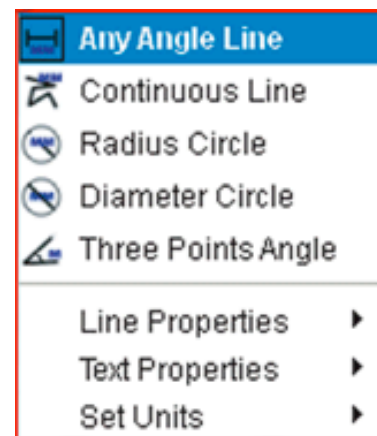 Any Angle Line
Continuous Line
Radius Circle
Diameter Circle
Three Points Angle
Line Properties
Text Properties
Set Units